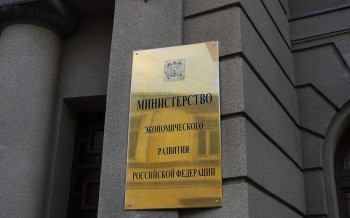 МИНИСТЕРСТВО
ЭКОНОМИЧЕСКОГО
РАЗВИТИЯ
РОССИЙСКОЙ ФЕДЕРАЦИИ